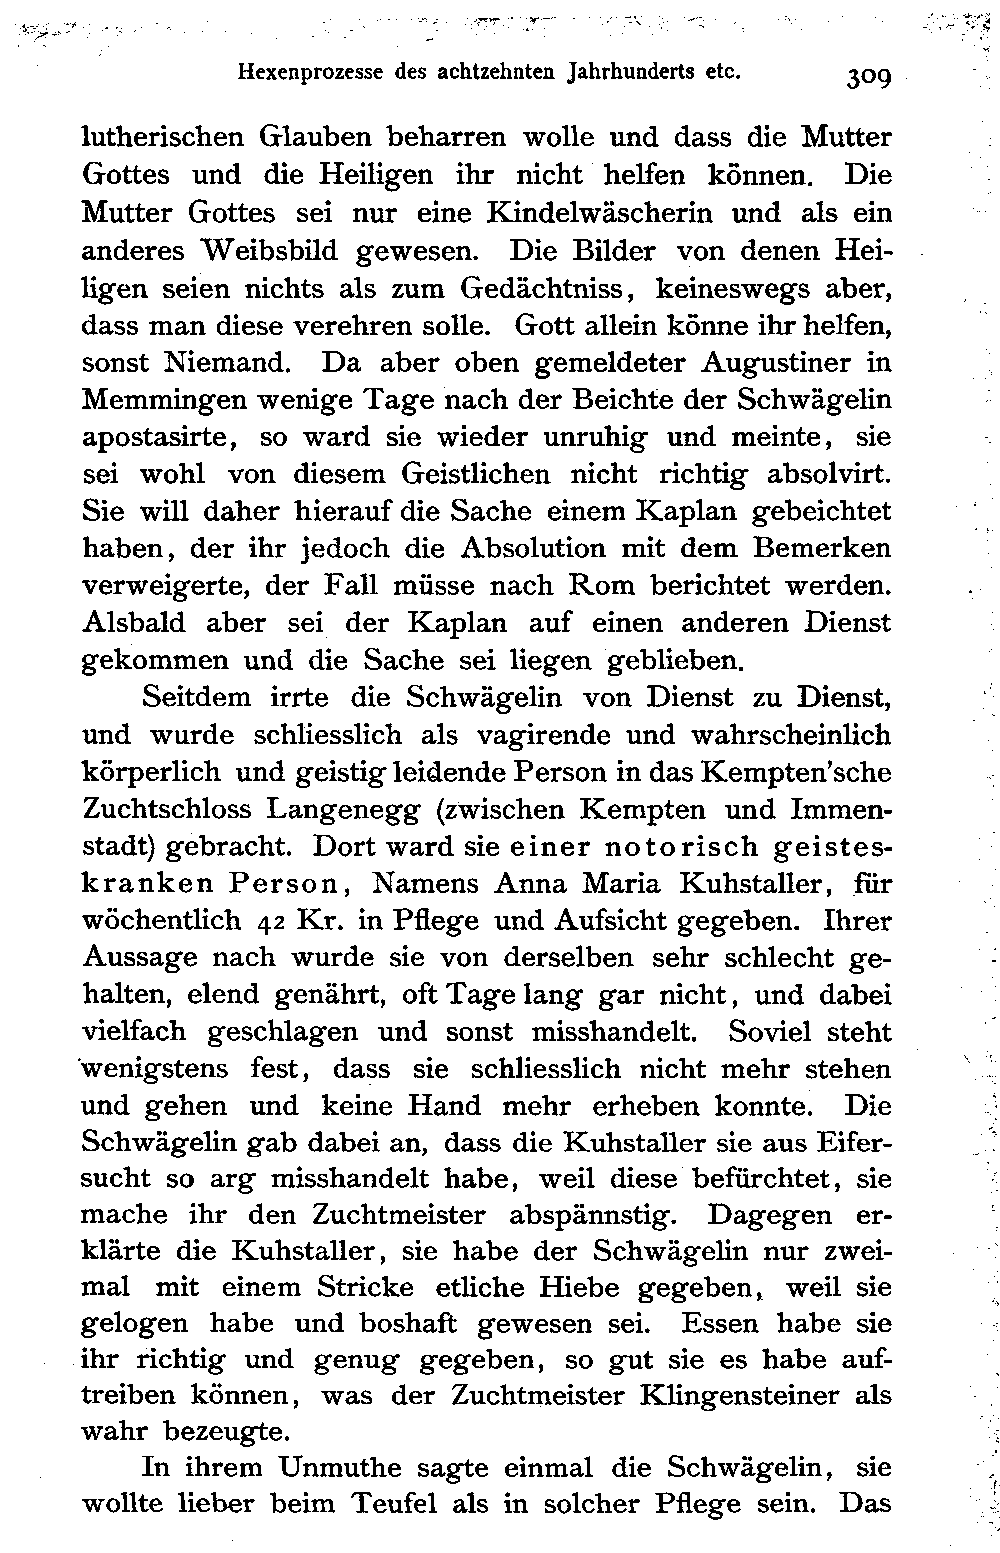 Hexenprozesse des achtzehnten Jahrhunderts etc. 309
lutherischen Glauben beharren wolle und dass die Mutter
Gottes und die Heiligen ihr nicht helfen können. Die
Mutter Gottes sei nur eine Kindelwäscherin und als ein
anderes Weibsbild gewesen. Die Bilder von denen Hei-
ligen seien nichts als zum Gedächtniss, keineswegs aber,
dass man diese verehren solle. Gott allein könne ihr helfen,
sonst Niemand. Da aber oben gemeldeter Augustiner in
Memmingen wenige Tage nach der Beichte der Schwägelin
apostasirte, so ward sie wieder unruhig und meinte, sie
sei wohl von diesem Geistlichen nicht richtig absolvirt.
Sie will daher hierauf die Sache einem Kaplan gebeichtet
haben, der ihr jedoch die Absolution mit dem Bemerken
verweigerte, der Fall müsse nach Rom berichtet werden.
Alsbald aber sei der Kaplan auf einen anderen Dienst
gekommen und die Sache sei liegen geblieben.
Seitdem irrte die Schwägelin von Dienst zu Dienst,
und wurde schliesslich als vagirende und wahrscheinlich
körperlich und geistig leidende Person in das Kempten'sche
Zuchtschloss Langenegg (zwischen Kempten und Immen-
stadt) gebracht. Dort ward sie einer notorisch geistes-
kranken Person, Namens Anna Maria Kuhstaller, für
wöchentlich 42 Kr. in Pflege und Aufsicht gegeben. Ihrer
Aussage nach wurde sie von derselben sehr schlecht ge-
halten, elend genährt, oft Tage lang gar nicht, und dabei
vielfach geschlagen und sonst misshandelt. Soviel steht
wenigstens fest, dass sie schliesslich nicht mehr stehen
und gehen und keine Hand mehr erheben konnte. Die
Schwägelin gab dabei an, dass die Kuhstaller sie aus Eifer-
sucht so arg misshandelt habe, weil diese befürchtet, sie
mache ihr den Zuchtmeister abspännstig. Dagegen er-
klärte die Kuhstaller, sie habe der Schwägelin nur zwei-
mal mit einem Stricke etliche Hiebe gegeben, weil sie
gelogen habe und boshaft gewesen sei. Essen habe sie
ihr richtig und genug gegeben, so gut sie es habe auf-
treiben können, was der Zuchtmeister Klingensteiner als
wahr bezeugte.
In ihrem Unmuthe sagte einmal die Schwägelin, sie
wollte lieber beim Teufel als in solcher Pflege sein. Das